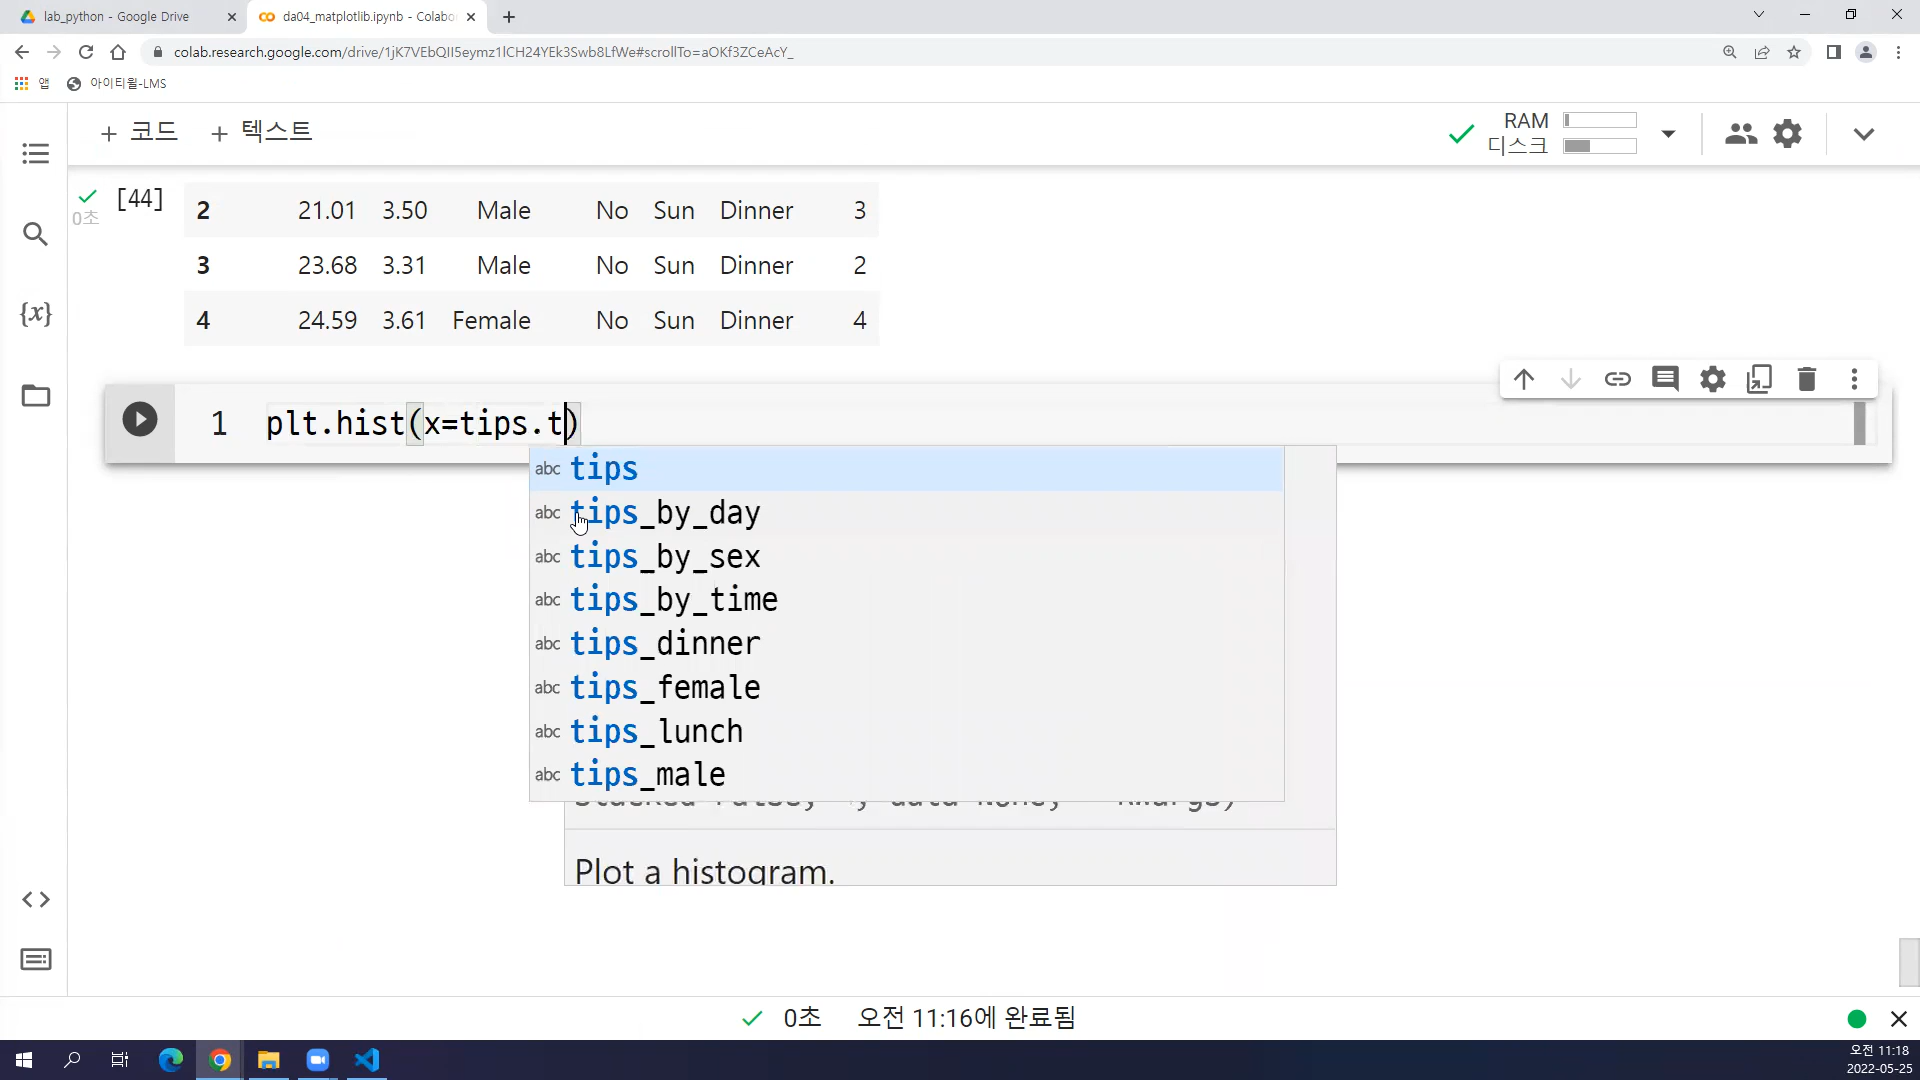 lab_python - Google Drive
da04_matplotlib.ipynb - Colabo
colab.research.google.com/drive/1jK7VEbQII5eymz1lCH24YEk3Swb8LfWe#scrollTo=aOKf3ZCeAcY_
앱
아이티윌-LMS
+ 코드 + 텍스트
RAM
디스크
[44]
0초
2 21.01 3.50 Male No Sun Dinner 3
3 23.68 3.31 Male No Sun Dinner 2
4 24.59 3.61 Female No Sun Dinner 4
{x}
1 plt.hist(x=tips.t)
abc tips
abc tips_by_day
abc tips_by_sex
abc tips_by_time
abc tips_dinner
abc tips_female
abc tips_lunch
abc tips_male
Plot a histogram.
0초 오전 11:16에 완료됨
오전 11:18
2022-05-25